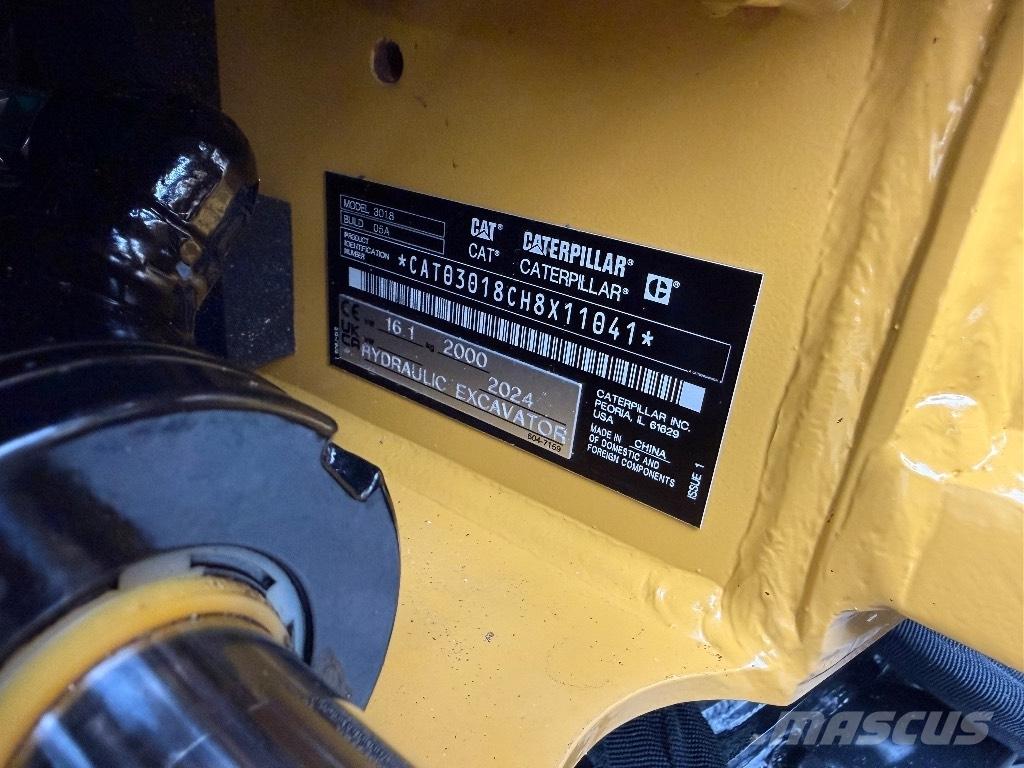 MODEL 3018
BUILD 05A
PRODUCT
IDENTIFICATION
NUMBER
CAT®
CAT®
CATERPILLAR®
CATERPILLAR®
*CAT03018CH8X11041*
CE
UK
CA
kW 16.1
kg 2000
2024
HYDRAULIC EXCAVATOR
604-7159
CATERPILLAR INC.
PEORIA, IL 61629
USA
MADE IN CHINA
OF DOMESTIC AND
FOREIGN COMPONENTS
ISSUE 1
MASCUS